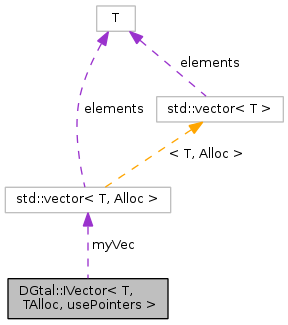 T
elements
std::vector< T >
elements
< T, Alloc >
std::vector< T, Alloc >
myVec
DGtal::IVector< T,
TAlloc, usePointers >